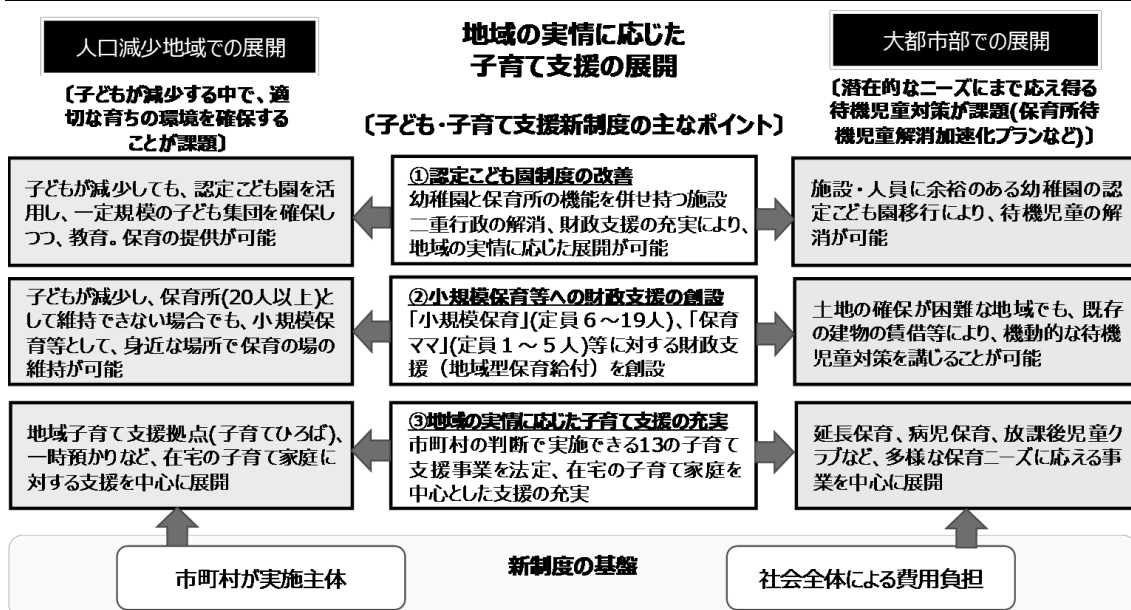 地域の実情に応じた
子育て支援の展開
人口減少地域での展開
〔子どもが減少する中で、適
切な育ちの環境を確保する
ことが課題〕
〔子ども・子育て支援新制度の主なポイント〕
大都市部での展開
〔潜在的なニーズにまで応え得る
待機児童対策が課題(保育所待
機児童解消加速化プランなど)〕
子どもが減少しても、認定こども園を活
用し、一定規模の子ども集団を確保し
つつ、教育。保育の提供が可能
①認定こども園制度の改善
幼稚園と保育所の機能を併せ持つ施設
二重行政の解消、財政支援の充実により、
地域の実情に応じた展開が可能
施設・人員に余裕のある幼稚園の認
定こども園移行により、待機児童の解
消が可能
子どもが減少し、保育所(20人以上)と
して維持できない場合でも、小規模保
育等として、身近な場所で保育の場の
維持が可能
②小規模保育等への財政支援の創設
「小規模保育」(定員6～19人)、「保育
ママ」(定員1～5人)等に対する財政支
援（地域型保育給付）を創設
土地の確保が困難な地域でも、既存
の建物の賃借等により、機動的な待機
児童対策を講じることが可能
地域子育て支援拠点(子育てひろば)、
一時預かりなど、在宅の子育て家庭に
対する支援を中心に展開
③地域の実情に応じた子育て支援の充実
市町村の判断で実施できる13の子育て
支援事業を法定、在宅の子育て家庭を
中心とした支援の充実
延長保育、病児保育、放課後児童ク
ラブなど、多様な保育ニーズに応える事
業を中心に展開
市町村が実施主体
新制度の基盤
社会全体による費用負担